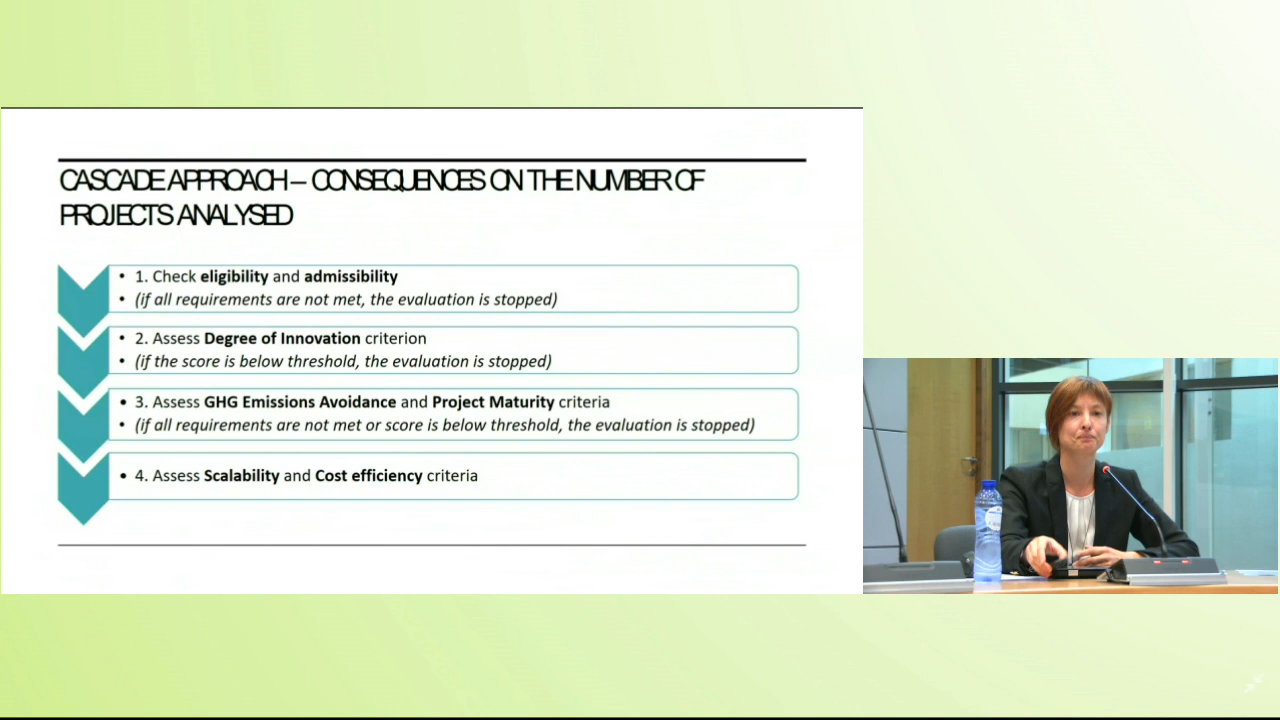 CASCADE APPROACH – CONSEQUENCES ON THE NUMBER OF
PROJECTS ANALYSED
• 1. Check eligibility and admissibility
• (if all requirements are not met, the evaluation is stopped)
• 2. Assess Degree of Innovation criterion
• (if the score is below threshold, the evaluation is stopped)
• 3. Assess GHG Emissions Avoidance and Project Maturity criteria
• (if all requirements are not met or score is below threshold, the evaluation is stopped)
• 4. Assess Scalability and Cost efficiency criteria